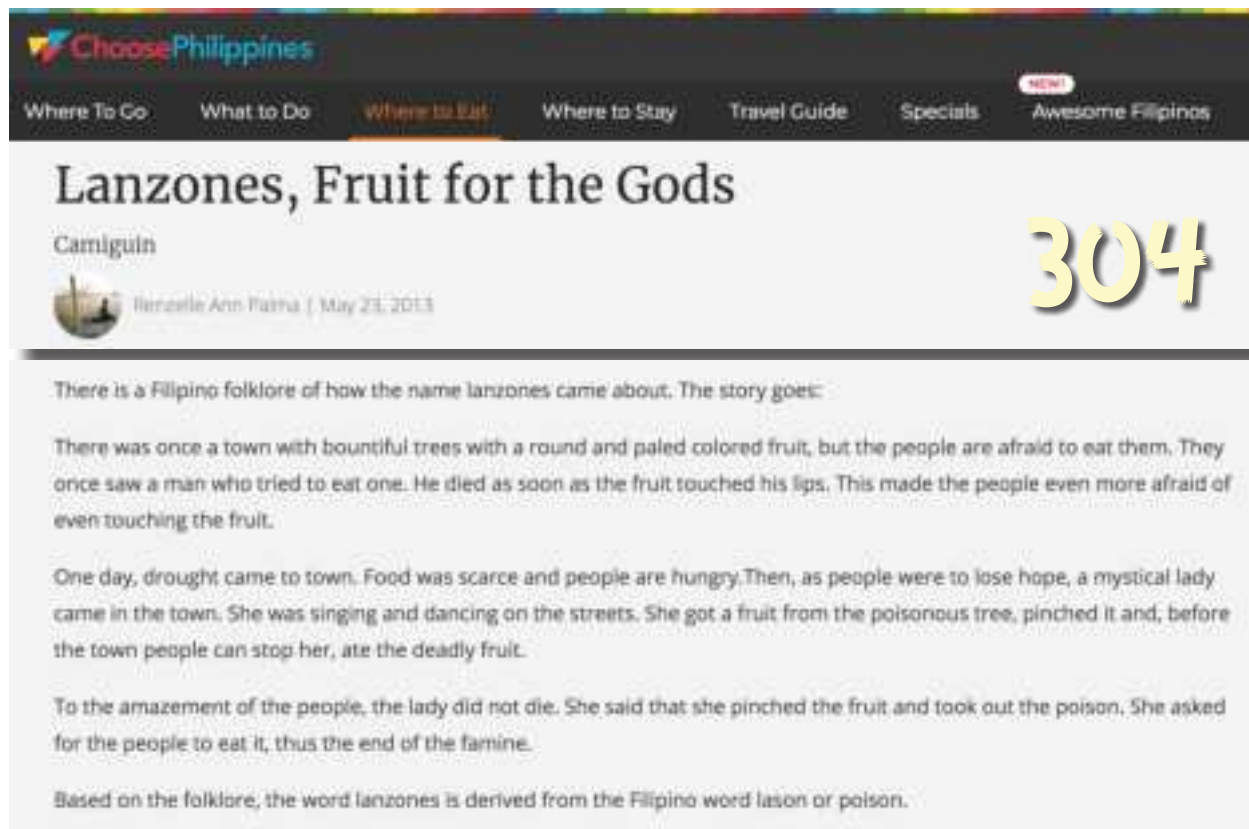 ChoosePhilippines
NEW!
Where To Go What to Do Where to Eat Where to Stay Travel Guide Specials Awesome Filipinos
Lanzones, Fruit for the Gods
Camiguin
304
Renzelle Ann Palma | May 23, 2013
There is a Filipino folklore of how the name lanzones came about. The story goes:
There was once a town with bountiful trees with a round and paled colored fruit, but the people are afraid to eat them. They
once saw a man who tried to eat one. He died as soon as the fruit touched his lips. This made the people even more afraid of
even touching the fruit.
One day, drought came to town. Food was scarce and people are hungry.Then, as people were to lose hope, a mystical lady
came in the town. She was singing and dancing on the streets. She got a fruit from the poisonous tree, pinched it and, before
the town people can stop her, ate the deadly fruit.
To the amazement of the people, the lady did not die. She said that she pinched the fruit and took out the poison. She asked
for the people to eat it, thus the end of the famine.
Based on the folklore, the word lanzones is derived from the Filipino word lason or poison.